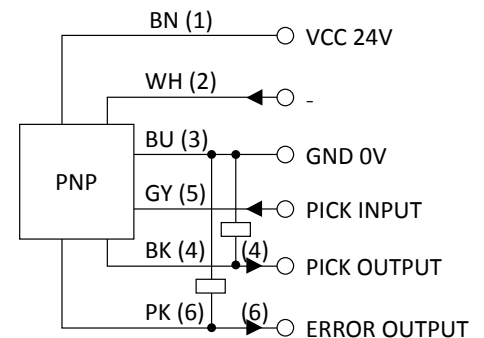 BN (1)
VCC 24V
WH (2)
-
BU (3)
GND 0V
PNP
GY (5)
PICK INPUT
BK (4)
(4)
PICK OUTPUT
PK (6)
(6)
ERROR OUTPUT